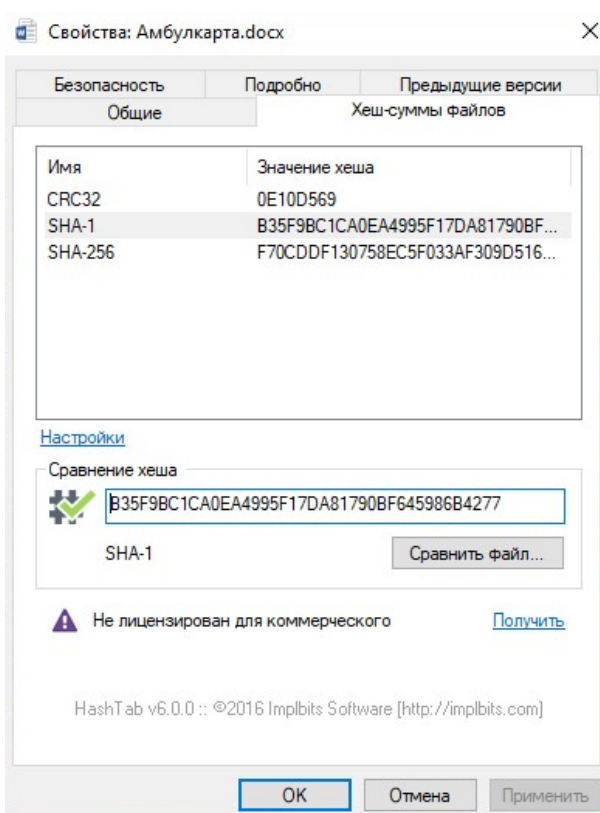 Свойства: Амбулкарта.docx
Безопасность Подробно Предыдущие версии
Общие Хеш-суммы файлов
Имя Значение хеша
CRC32 0E10D569
SHA-1 B35F9BC1CA0EA4995F17DA81790BF...
SHA-256 F70CDDF130758EC5F033AF309D516...
Настройки
Сравнение хеша
B35F9BC1CA0EA4995F17DA81790BF645986B4277
SHA-1 Сравнить файл...
Не лицензирован для коммерческого Получить
HashTab v6.0.0 :: ©2016 Implbits Software [http://implbits.com]
OK Отмена Применить